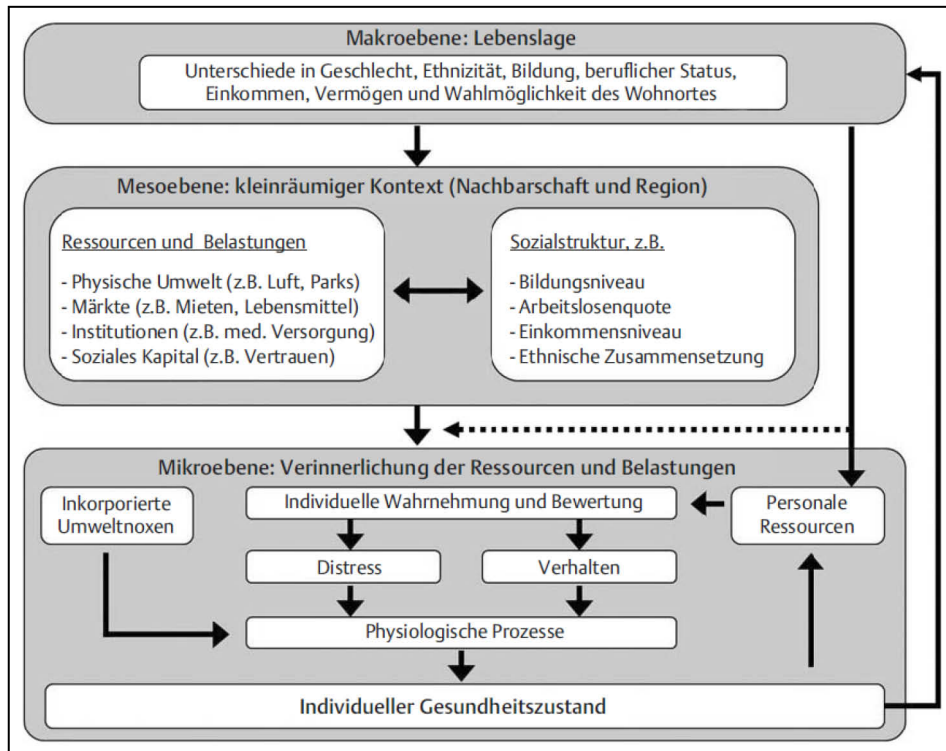 Makroebene: Lebenslage
Unterschiede in Geschlecht, Ethnizität, Bildung, beruflicher Status,
Einkommen, Vermögen und Wahlmöglichkeit des Wohnortes
Mesoebene: kleinräumiger Kontext (Nachbarschaft und Region)
Ressourcen und Belastungen
- Physische Umwelt (z.B. Luft, Parks)
- Märkte (z.B. Mieten, Lebensmittel)
- Institutionen (z.B. med. Versorgung)
- Soziales Kapital (z.B. Vertrauen)
Sozialstruktur, z.B.
- Bildungsniveau
- Arbeitslosenquote
- Einkommensniveau
- Ethnische Zusammensetzung
Mikroebene: Verinnerlichung der Ressourcen und Belastungen
Inkorporierte
Umweltnoxen
Individuelle Wahrnehmung und Bewertung
Personale
Ressourcen
Distress
Verhalten
Physiologische Prozesse
Individueller Gesundheitszustand